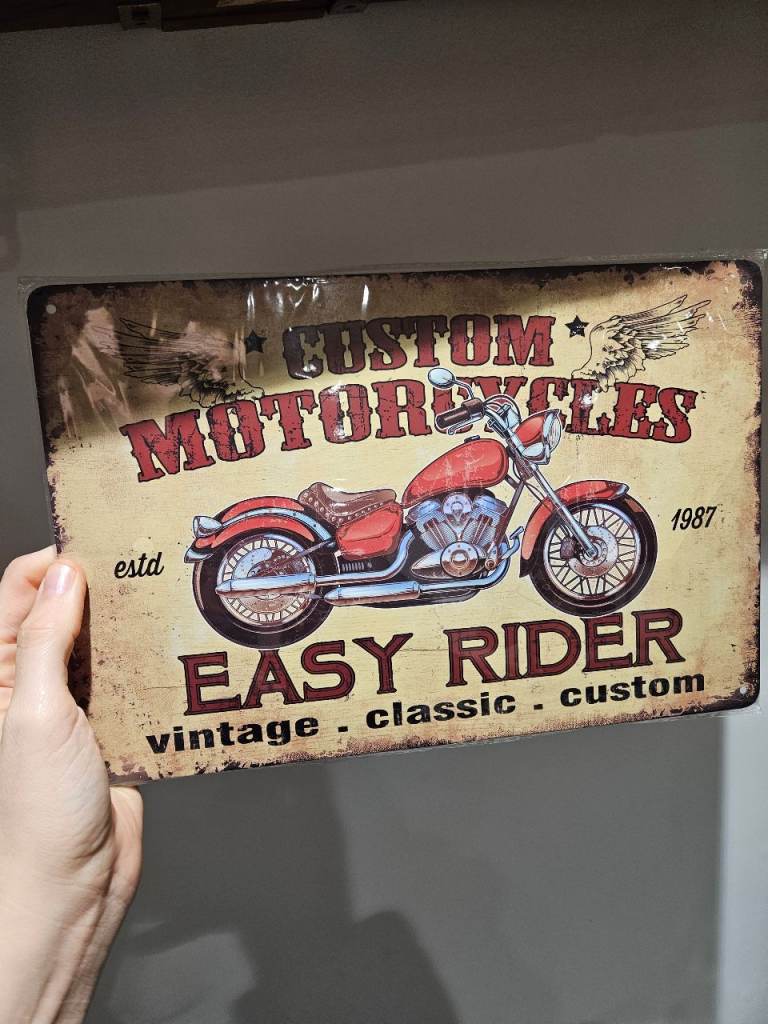 CUSTOM
MOTORCYCLES
estd
1987
EASY RIDER
vintage . classic . custom